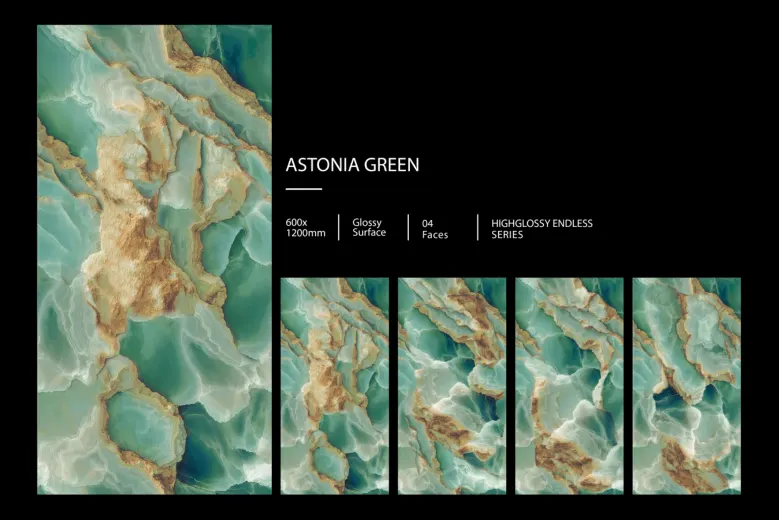 ASTONIA GREEN
600x
1200mm
Glossy
Surface
04
Faces
HIGHGLOSSY ENDLESS
SERIES